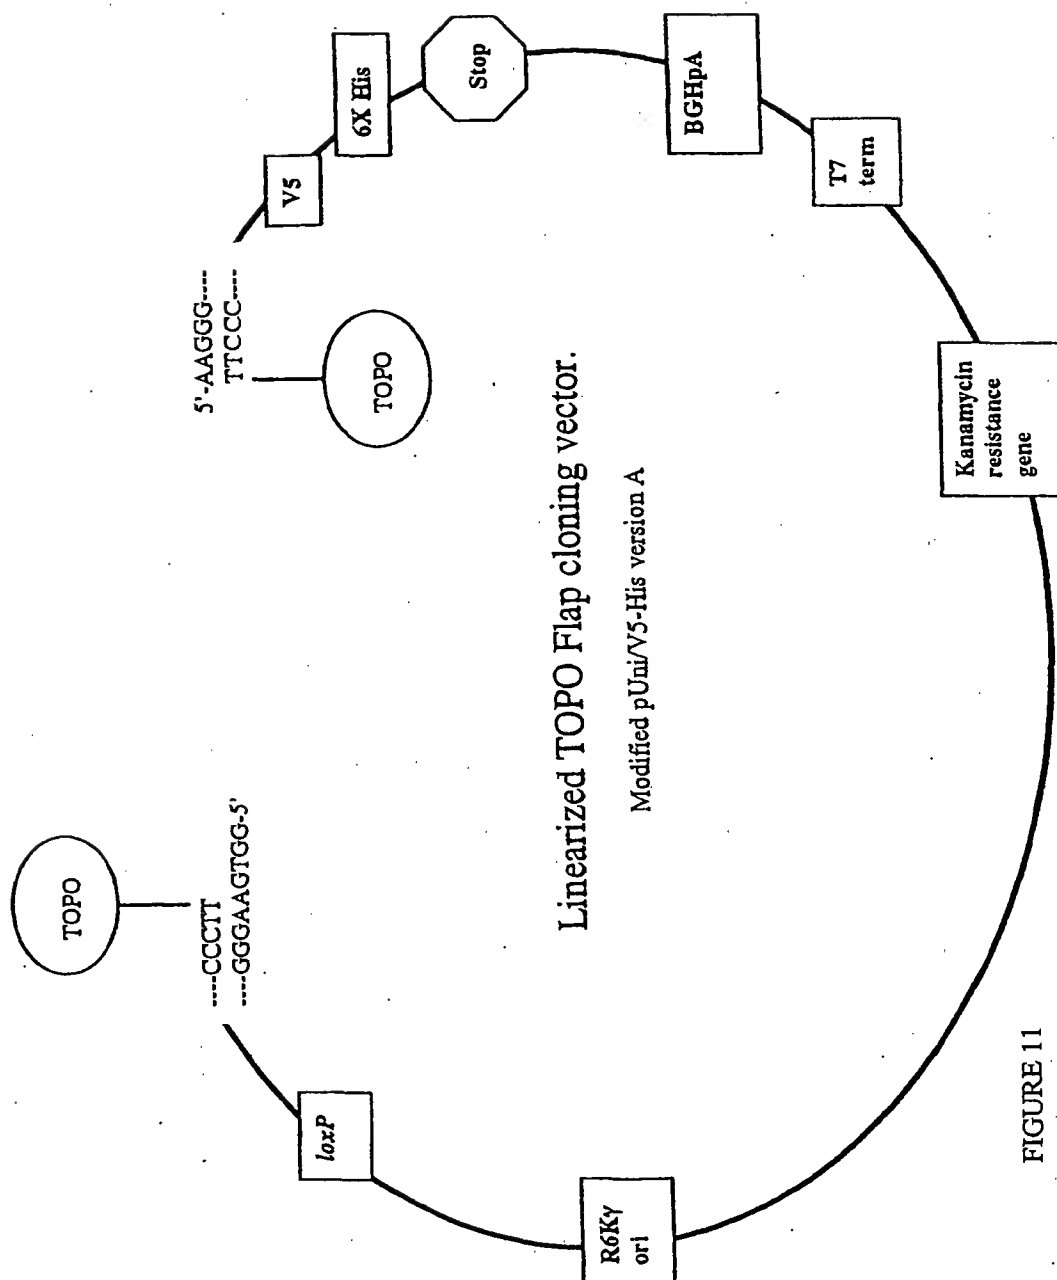 TOPO
----CCCTT
----GGGAAGTGG-5'
5'-AAGGG----
TTCCC----
TOPO
V5
6X His
Stop
BGHpA
T7
term
Kanamycin
resistance
gene
R6Kγ
ori
loxP
Linearized TOPO Flap cloning vector.
Modified pUni/V5-His version A
FIGURE 11